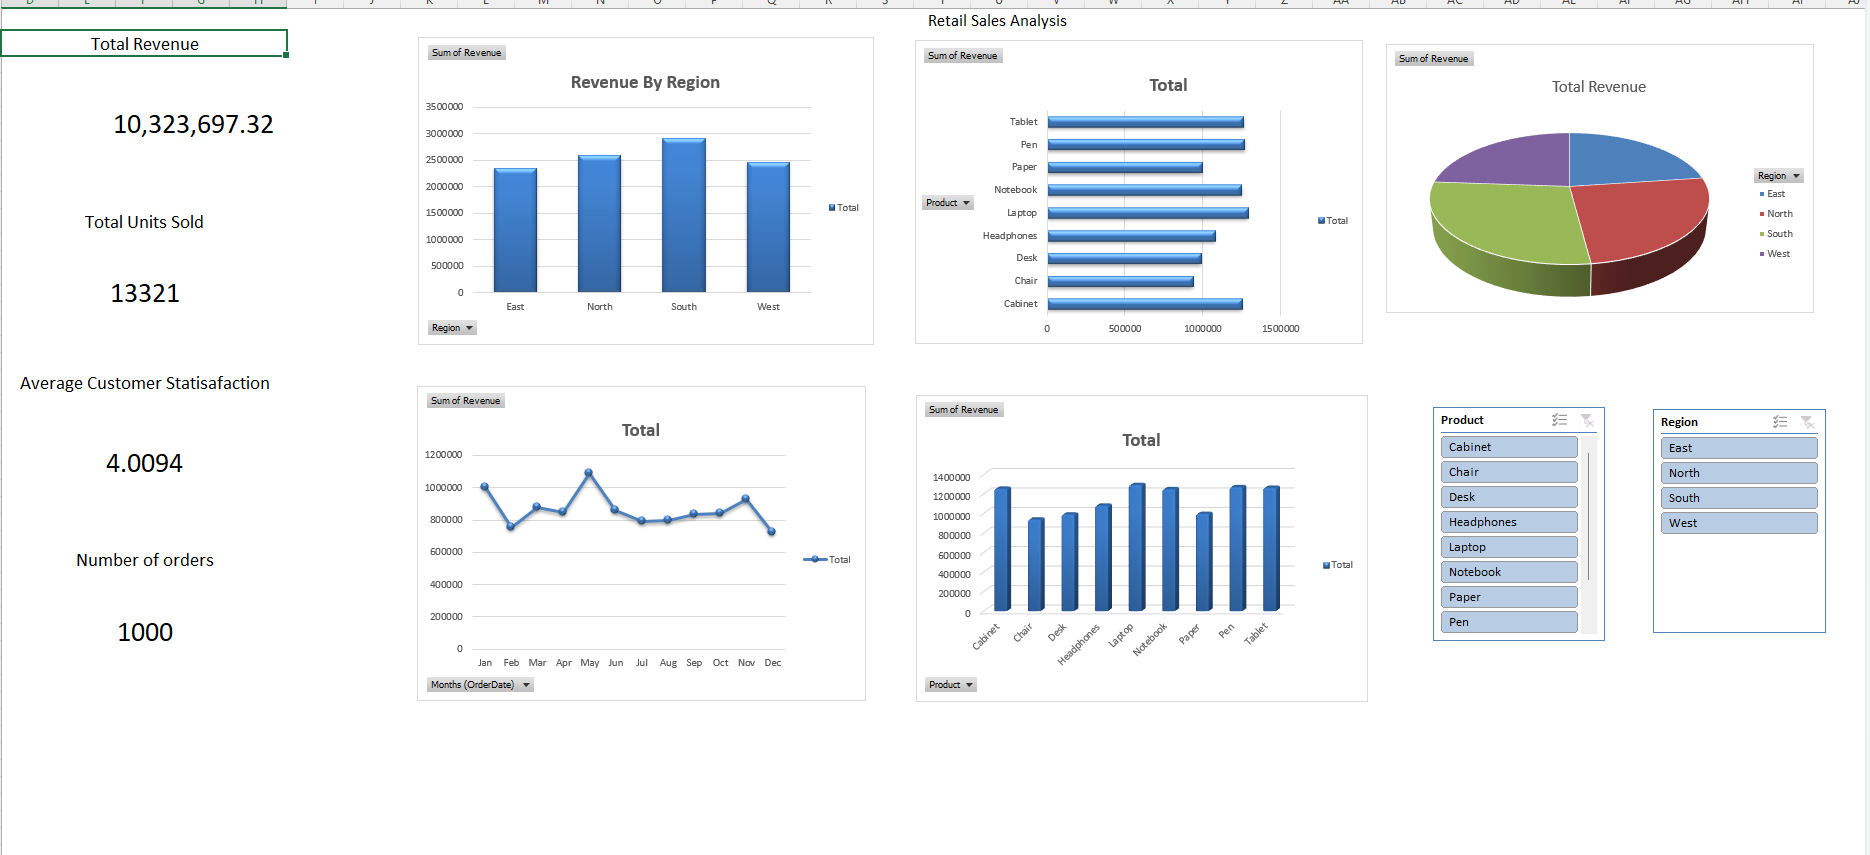 Retail Sales Analysis
Total Revenue
10,323,697.32
Total Units Sold
13321
Average Customer Statisafaction
4.0094
Number of orders
1000
Sum of Revenue
Revenue By Region
3500000
3000000
2500000
2000000
1500000
1000000
500000
0
East North South West
Total
Region
Sum of Revenue
Total
Tablet
Pen
Paper
Notebook
Laptop
Headphones
Desk
Chair
Cabinet
0 500000 1000000 1500000
Product
Total
Sum of Revenue
Total Revenue
Region
East
North
South
West
Sum of Revenue
Total
1200000
1000000
800000
600000
400000
200000
0
Jan Feb Mar Apr May Jun Jul Aug Sep Oct Nov Dec
Total
Months (OrderDate)
Sum of Revenue
Total
1400000
1200000
1000000
800000
600000
400000
200000
0
Cabinet Chair Desk Headphones Laptop Notebook Paper Pen Tablet
Total
Product
Product
Cabinet
Chair
Desk
Headphones
Laptop
Notebook
Paper
Pen
Region
East
North
South
West